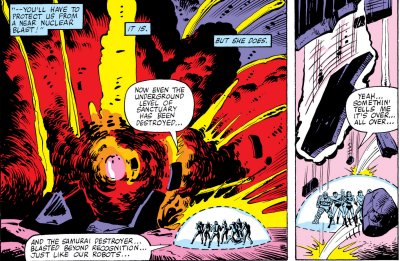 "--YOU'LL HAVE TO
PROTECT US FROM
A NEAR NUCLEAR
BLAST!"
IT IS.
BUT SHE DOES.
NOW EVEN THE
UNDERGROUND
LEVEL OF
SANCTUARY
HAS BEEN
DESTROYED...
AND THE SAMURAI DESTROYER...
BLASTED BEYOND RECOGNITION...
JUST LIKE OUR ROBOTS...
YEAH...
SOMETHIN'
TELLS ME
IT'S OVER...
ALL OVER...